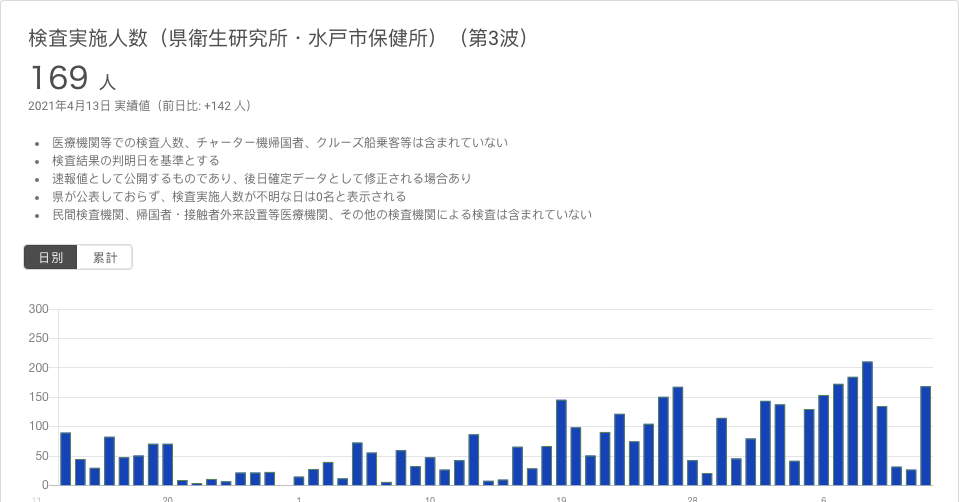 検査実施人数（県衛生研究所・水戸市保健所）（第3波）
169 人
2021年4月13日 実績値（前日比: +142 人）
• 医療機関等での検査人数、チャーター機帰国者、クルーズ船乗客等は含まれていない
• 検査結果の判明日を基準とする
• 速報値として公開するものであり、後日確定データとして修正される場合あり
• 県が公表しておらず、検査実施人数が不明な日は0名と表示される
• 民間検査機関、帰国者・接触者外来設置等医療機関、その他の検査機関による検査は含まれていない
日別 累計
300
250
200
150
100
50
0
11 20 1 10 19 28 6